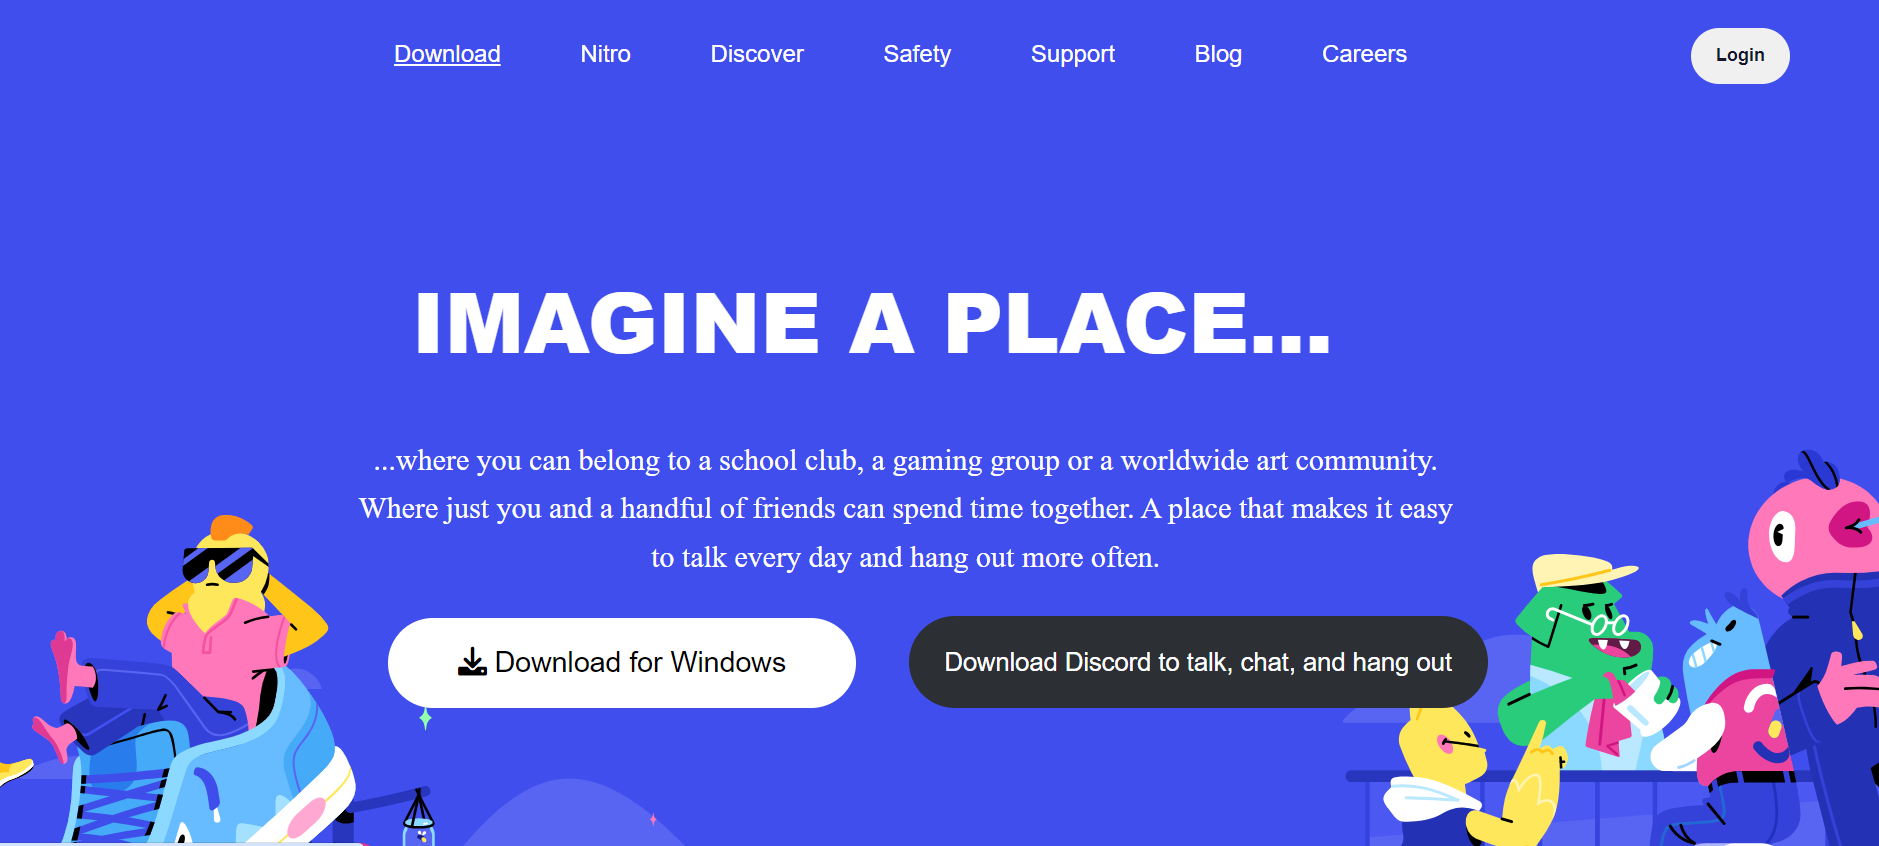 Download Nitro Discover Safety Support Blog Careers Login
IMAGINE A PLACE...
...where you can belong to a school club, a gaming group or a worldwide art community.
Where just you and a handful of friends can spend time together. A place that makes it easy
to talk every day and hang out more often.
Download for Windows Download Discord to talk, chat, and hang out